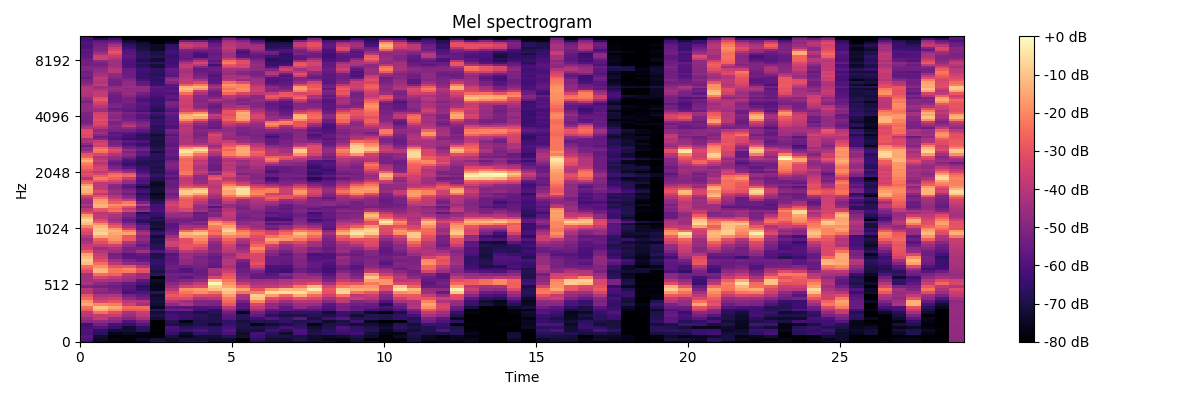 Mel spectrogram
8192
4096
2048
1024
512
0
Hz
0 5 10 15 20 25
Time
+0 dB
-10 dB
-20 dB
-30 dB
-40 dB
-50 dB
-60 dB
-70 dB
-80 dB